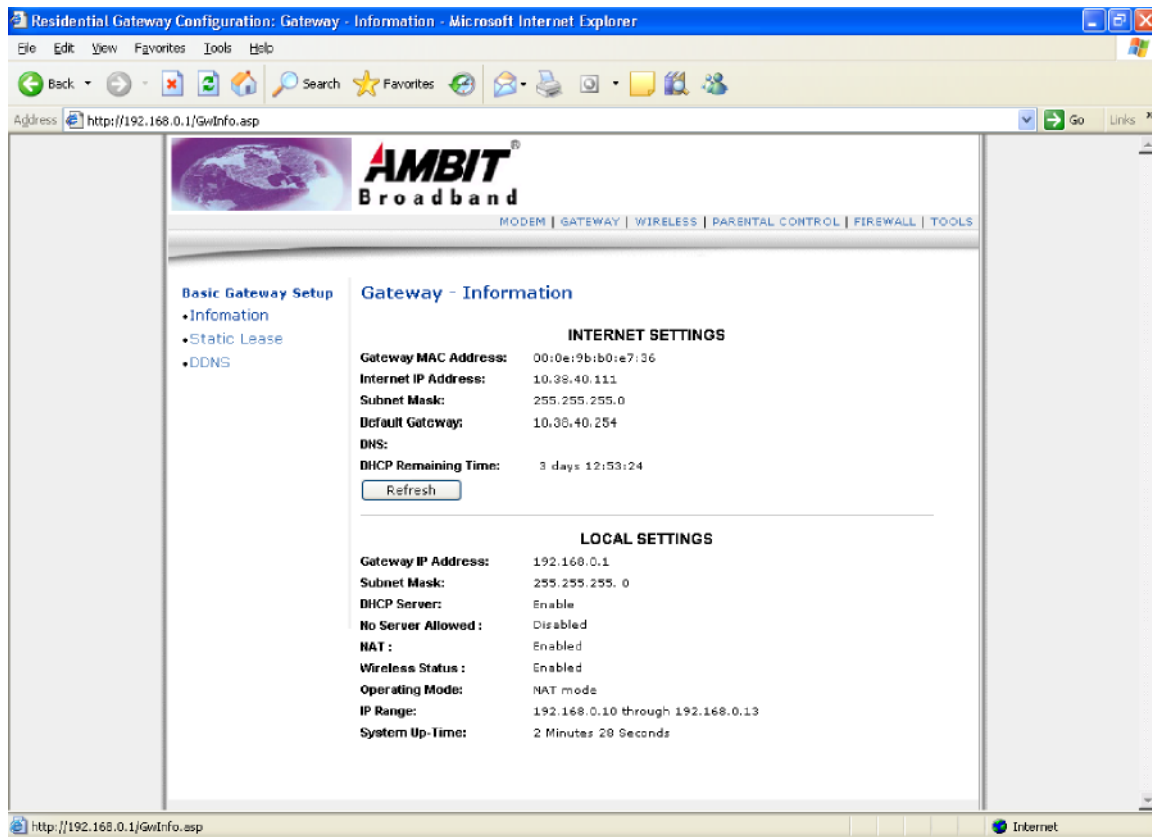 Residential Gateway Configuration: Gateway - Information - Microsoft Internet Explorer
File Edit View Favorites Tools Help
Back Search Favorites
Address http://192.168.0.1/GwInfo.asp Go Links »
AMBIT®
Broadband
MODEM | GATEWAY | WIRELESS | PARENTAL CONTROL | FIREWALL | TOOLS
Basic Gateway Setup
•Infomation
•Static Lease
•DDNS
Gateway - Information
INTERNET SETTINGS
Gateway MAC Address: 00:0e:9b:b0:e7:36
Internet IP Address: 10.38.40.111
Subnet Mask: 255.255.255.0
Default Gateway: 10.38.40.254
DNS:
DHCP Remaining Time: 3 days 12:53:24
Refresh
LOCAL SETTINGS
Gateway IP Address: 192.168.0.1
Subnet Mask: 255.255.255. 0
DHCP Server: Enable
No Server Allowed : Disabled
NAT : Enabled
Wireless Status : Enabled
Operating Mode: NAT mode
IP Range: 192.168.0.10 through 192.168.0.13
System Up-Time: 2 Minutes 28 Seconds
http://192.168.0.1/GwInfo.asp Internet